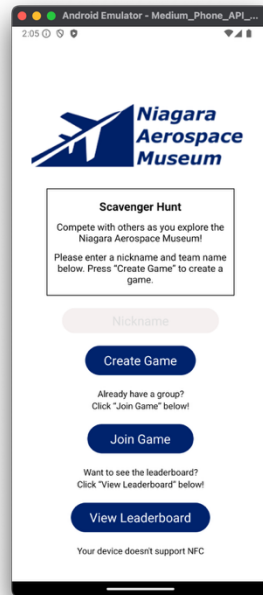 Android Emulator - Medium_Phone_API_...
2:05
Niagara
Aerospace
Museum
Scavenger Hunt
Compete with others as you explore the
Niagara Aerospace Museum!
Please enter a nickname and team name
below. Press "Create Game" to create a
game.
Nickname
Create Game
Already have a group?
Click "Join Game" below!
Join Game
Want to see the leaderboard?
Click "View Leaderboard" below!
View Leaderboard
Your device doesn't support NFC